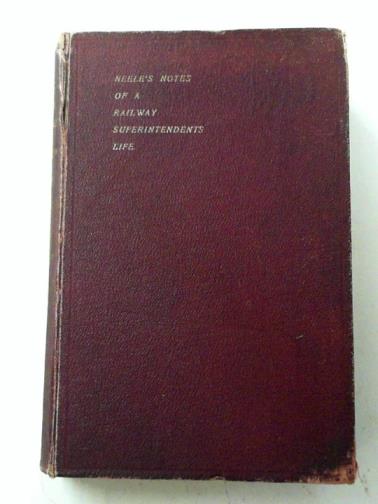 NEELE'S NOTES
OF A
RAILWAY
SUPERINTENDENTS
LIFE.